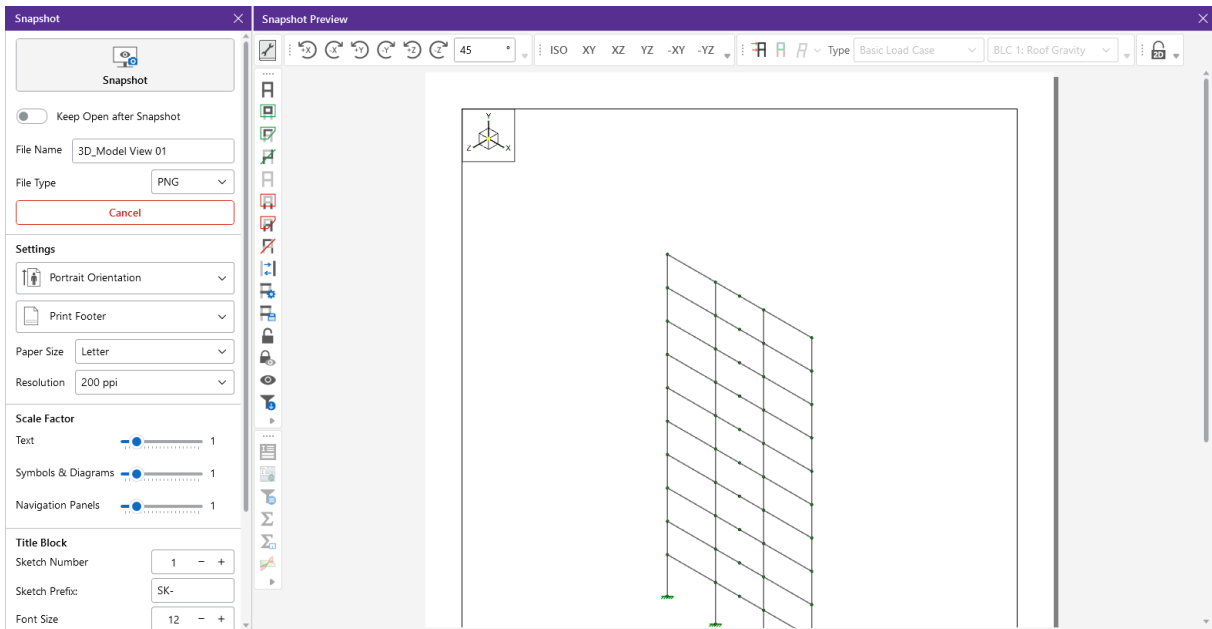 Snapshot
Snapshot Preview
+X -X +Y -Y +Z -Z 45 ° ISO XY XZ YZ -XY -YZ Type Basic Load Case BLC 1: Roof Gravity 2D
Snapshot
Keep Open after Snapshot
File Name 3D_Model View 01
File Type PNG
Cancel
Settings
Portrait Orientation
Print Footer
Paper Size Letter
Resolution 200 ppi
Scale Factor
Text 1
Symbols & Diagrams 1
Navigation Panels 1
Title Block
Sketch Number 1 - +
Sketch Prefix: SK-
Font Size 12 - +
Y
Z X